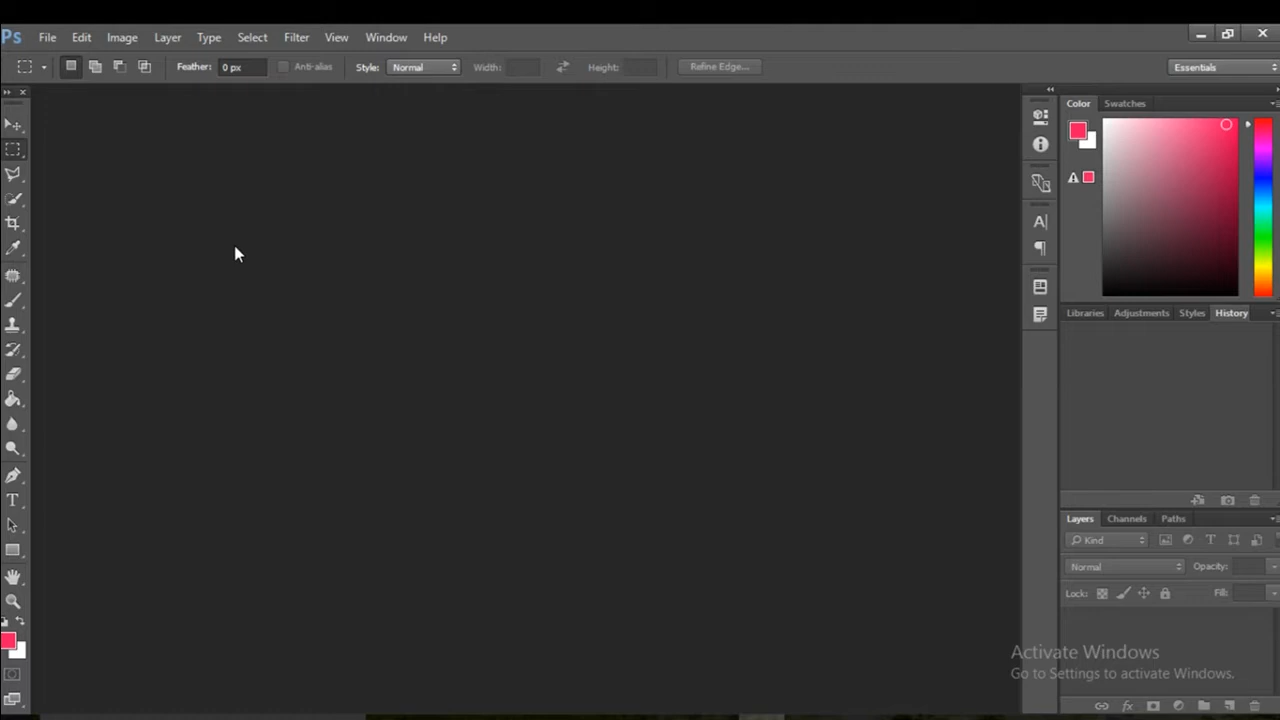 Ps File Edit Image Layer Type Select Filter View Window Help
Feather: 0 px Anti-alias Style: Normal Width: Height: Refine Edge... Essentials
Color Swatches
Libraries Adjustments Styles History
Layers Channels Paths
Kind
Normal Opacity:
Lock: Fill:
Activate Windows
Go to Settings to activate Windows.